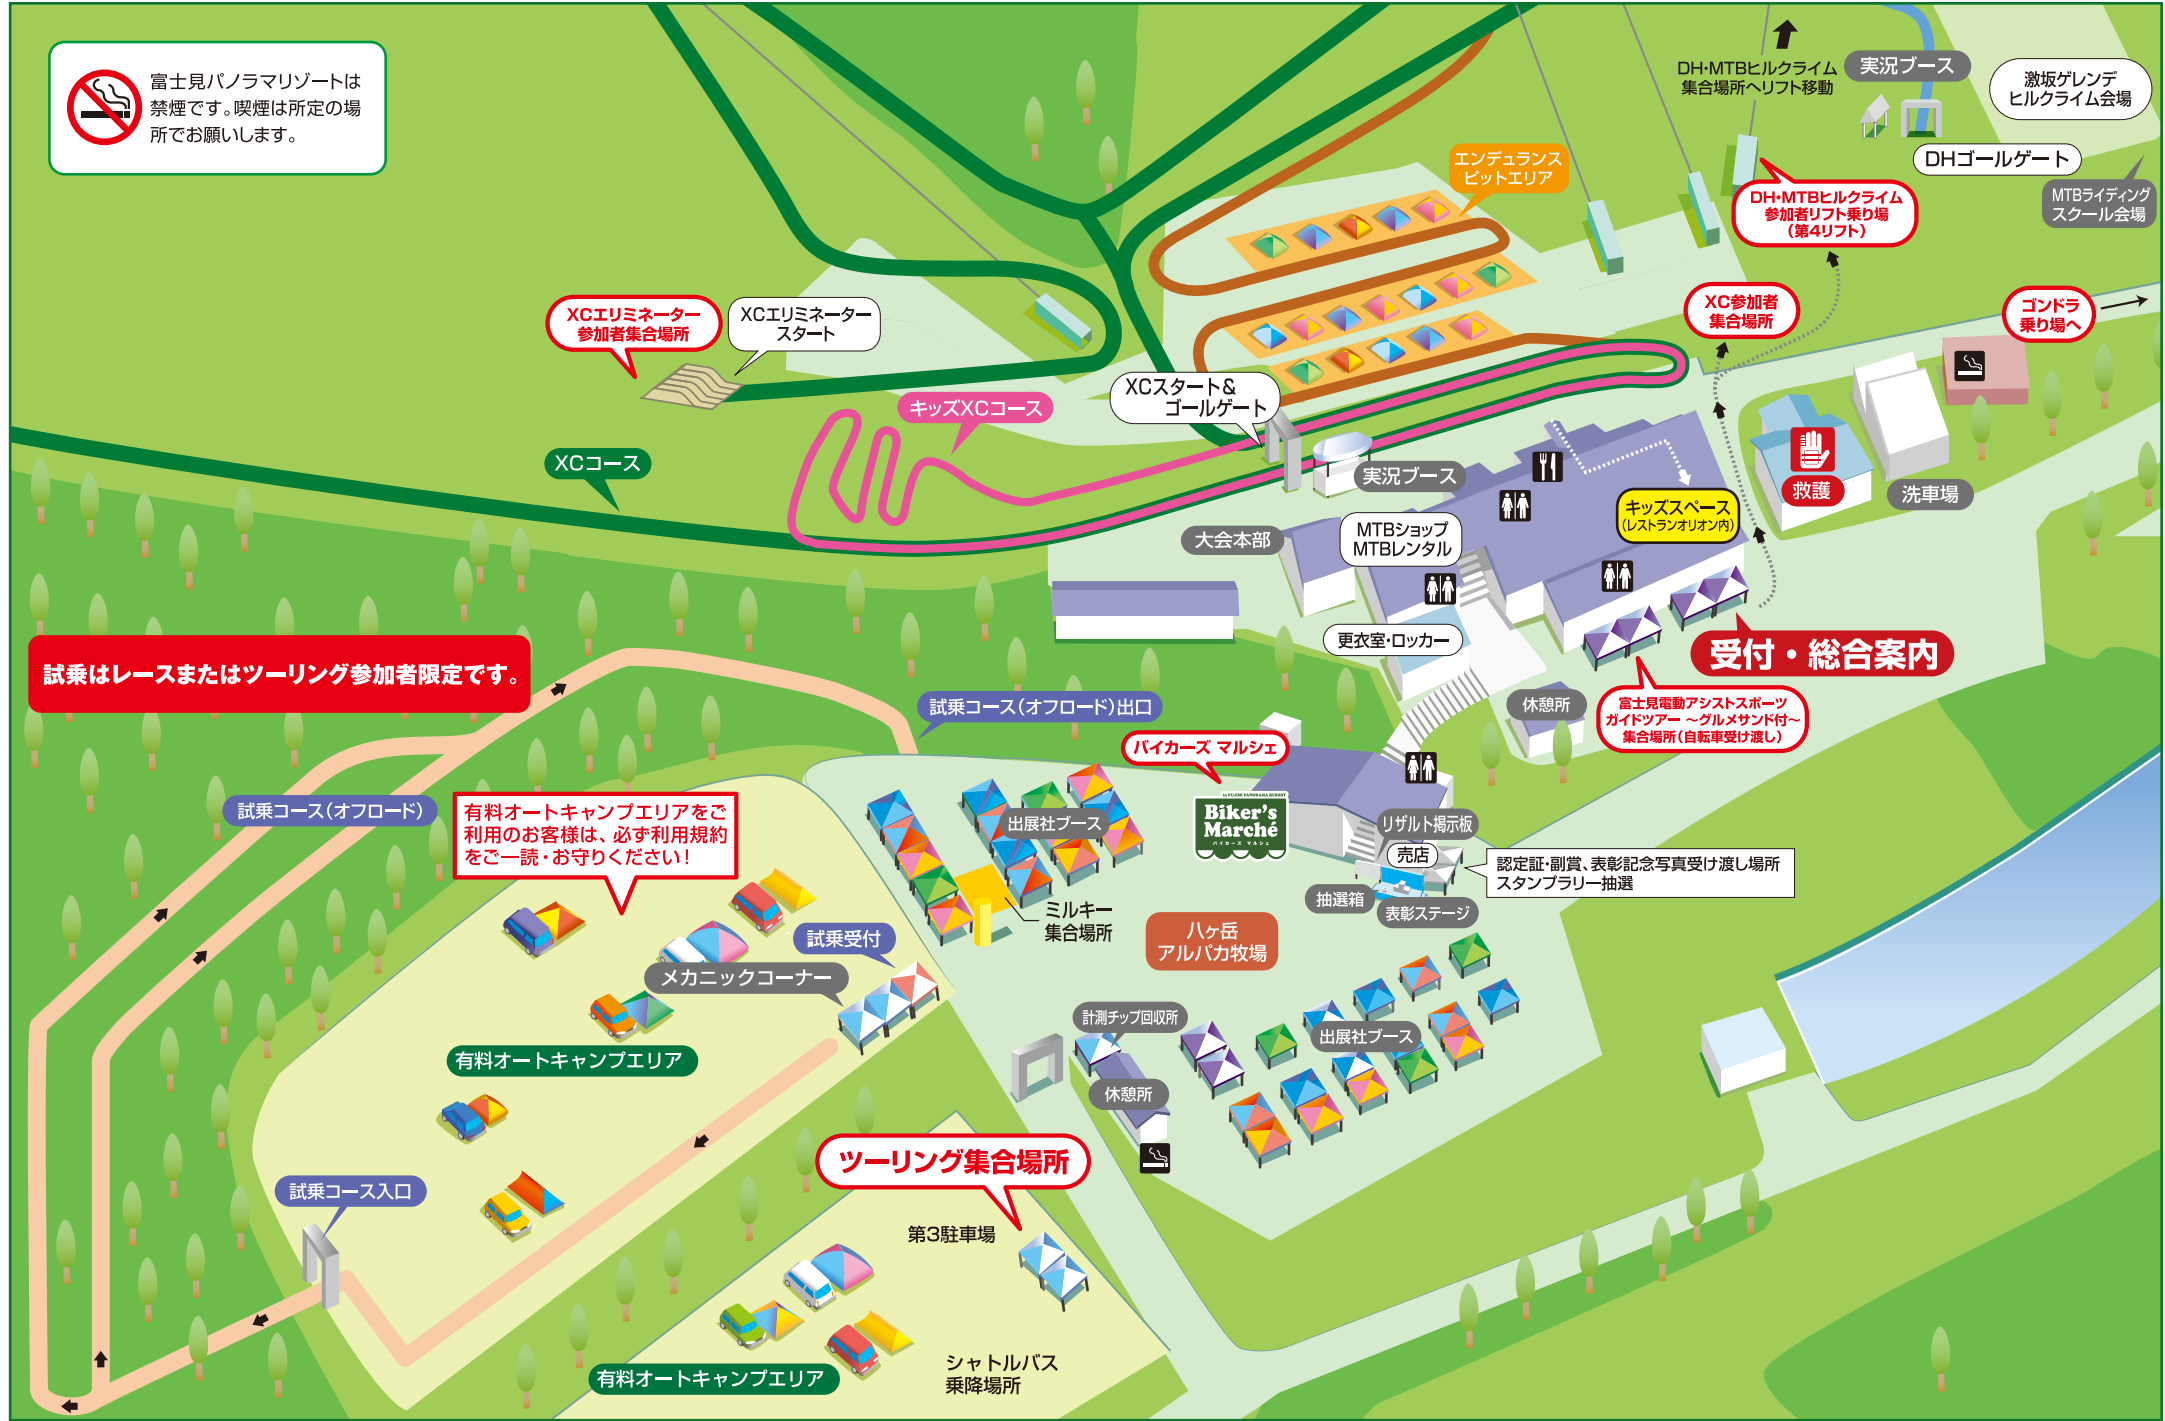 富士見パノラマリゾートは
禁煙です。喫煙は所定の場
所でお願いします。
DH・MTBヒルクライム
集合場所へリフト移動
実況ブース
激坂ゲレンデ
ヒルクライム会場
DHゴールゲート
MTBライディング
スクール会場
エンデュランス
ピットエリア
DH・MTBヒルクライム
参加者リフト乗り場
（第4リフト）
XCエリミネーター
参加者集合場所
XCエリミネーター
スタート
XC参加者
集合場所
ゴンドラ
乗り場へ
XCスタート&
ゴールゲート
キッズXCコース
XCコース
実況ブース
キッズスペース
（レストランオリオン内）
救護
洗車場
大会本部
MTBショップ
MTBレンタル
更衣室・ロッカー
受付・総合案内
試乗はレースまたはツーリング参加者限定です。
試乗コース（オフロード）出口
休憩所
富士見電動アシストスポーツ
ガイドツアー ～グルメサンド付～
集合場所（自転車受け渡し）
バイカーズ マルシェ
in FUJIMI PANORAMA RESORT
Biker's
Marché
バイカーズ マルシェ
試乗コース（オフロード）
有料オートキャンプエリアをご
利用のお客様は、必ず利用規約
をご一読・お守りください！
出展社ブース
リザルト掲示板
売店
認定証・副賞、表彰記念写真受け渡し場所
スタンプラリー抽選
抽選箱
表彰ステージ
ミルキー
集合場所
八ヶ岳
アルパカ牧場
試乗受付
メカニックコーナー
計測チップ回収所
出展社ブース
有料オートキャンプエリア
休憩所
ツーリング集合場所
試乗コース入口
第3駐車場
シャトルバス
乗降場所
有料オートキャンプエリア